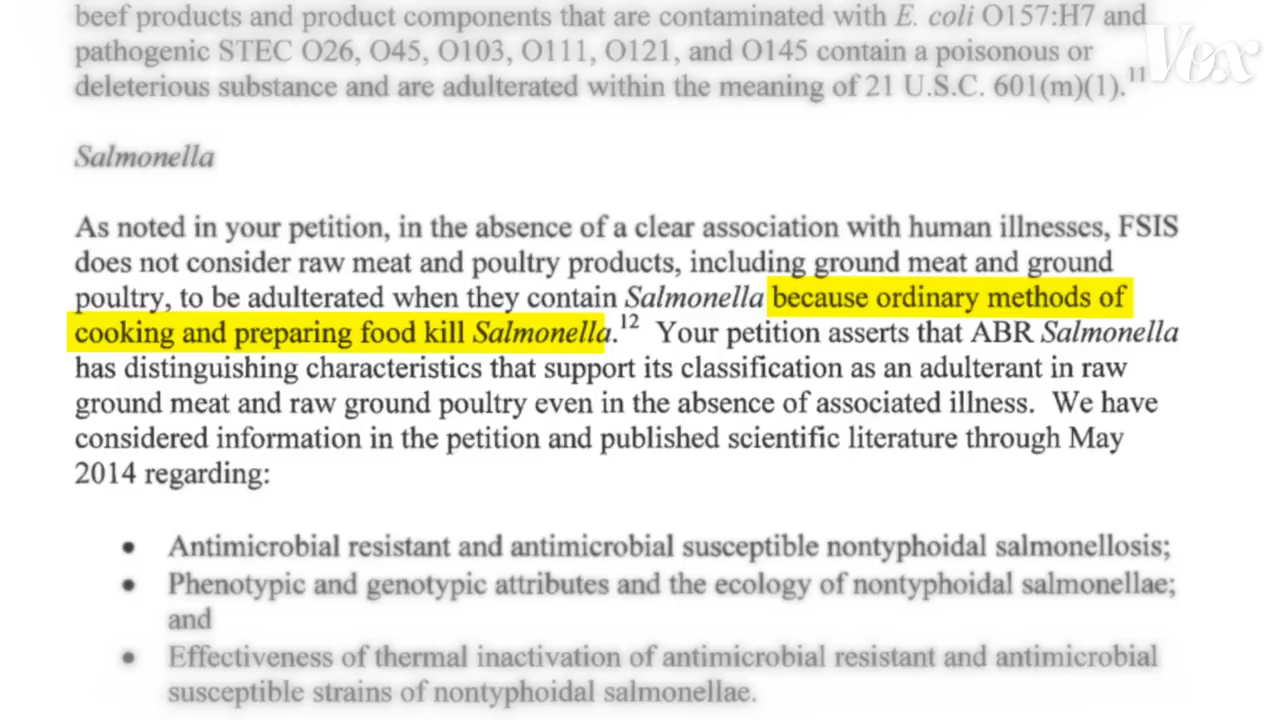 beef products and product components that are contaminated with E. coli O157:H7 and
pathogenic STEC O26, O45, O103, O111, O121, and O145 contain a poisonous or
deleterious substance and are adulterated within the meaning of 21 U.S.C. 601(m)(1).11
Vox
Salmonella
As noted in your petition, in the absence of a clear association with human illnesses, FSIS
does not consider raw meat and poultry products, including ground meat and ground
poultry, to be adulterated when they contain Salmonella because ordinary methods of
cooking and preparing food kill Salmonella.12 Your petition asserts that ABR Salmonella
has distinguishing characteristics that support its classification as an adulterant in raw
ground meat and raw ground poultry even in the absence of associated illness. We have
considered information in the petition and published scientific literature through May
2014 regarding:
• Antimicrobial resistant and antimicrobial susceptible nontyphoidal salmonellosis;
• Phenotypic and genotypic attributes and the ecology of nontyphoidal salmonellae;
and
• Effectiveness of thermal inactivation of antimicrobial resistant and antimicrobial
susceptible strains of nontyphoidal salmonellae.